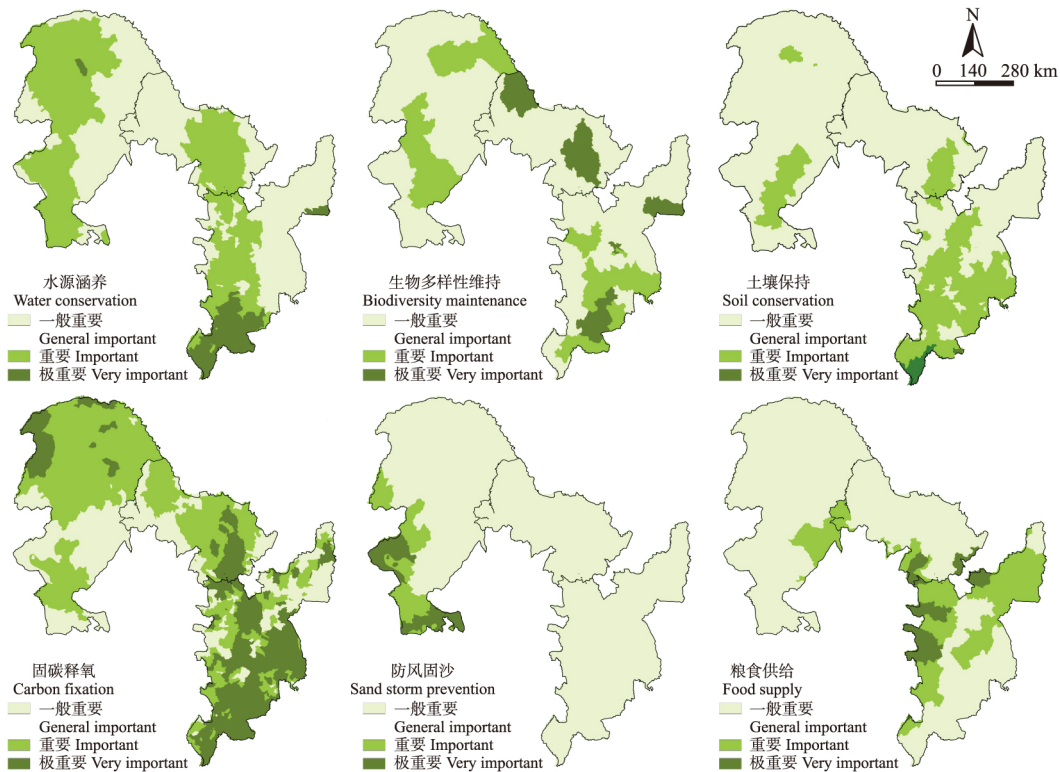 N
0 140 280 km
水源涵养
Water conservation
一般重要
General important
重要 Important
极重要 Very important
生物多样性维持
Biodiversity maintenance
一般重要
General important
重要 Important
极重要 Very important
土壤保持
Soil conservation
一般重要
General important
重要 Important
极重要 Very important
固碳释氧
Carbon fixation
一般重要
General important
重要 Important
极重要 Very important
防风固沙
Sand storm prevention
一般重要
General important
重要 Important
极重要 Very important
粮食供给
Food supply
一般重要
General important
重要 Important
极重要 Very important